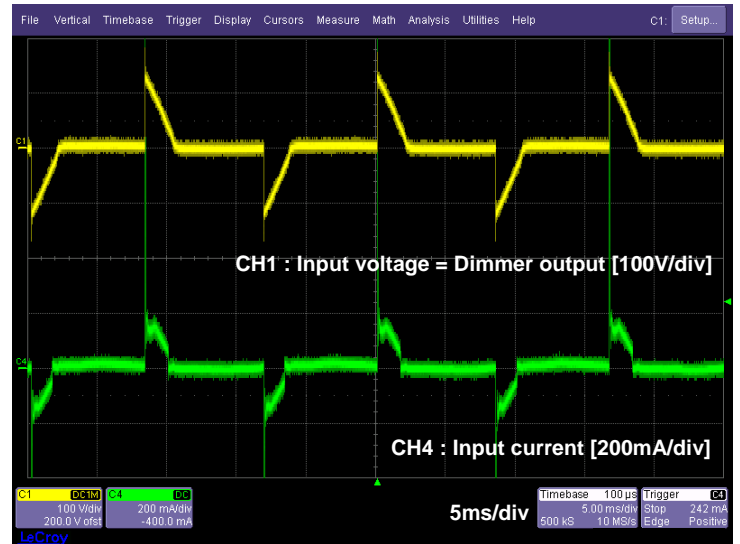 File Vertical Timebase Trigger Display Cursors Measure Math Analysis Utilities Help C1: Setup...
C1
CH1 : Input voltage = Dimmer output [100V/div]
C4
CH4 : Input current [200mA/div]
5ms/div
C1 DC1M
100 V/div
200.0 V ofst
C4 DC
200 mA/div
-400.0 mA
Timebase 100 µs
5.00 ms/div
500 kS 10 MS/s
Trigger C4
Stop 242 mA
Edge Positive
LeCroy